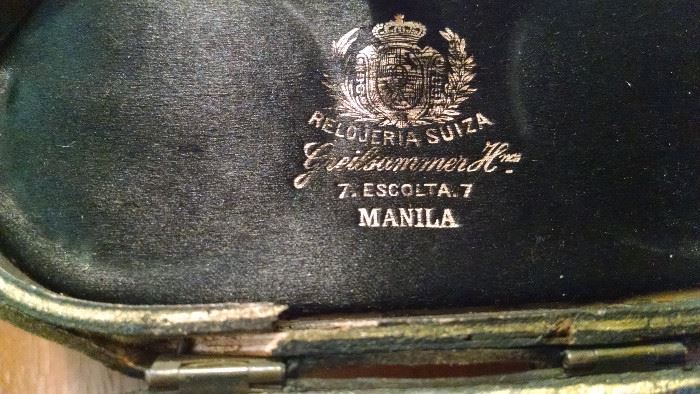 RELOJERIA SUIZA
Greilsammer Hnos.
7. ESCOLTA. 7
MANILA